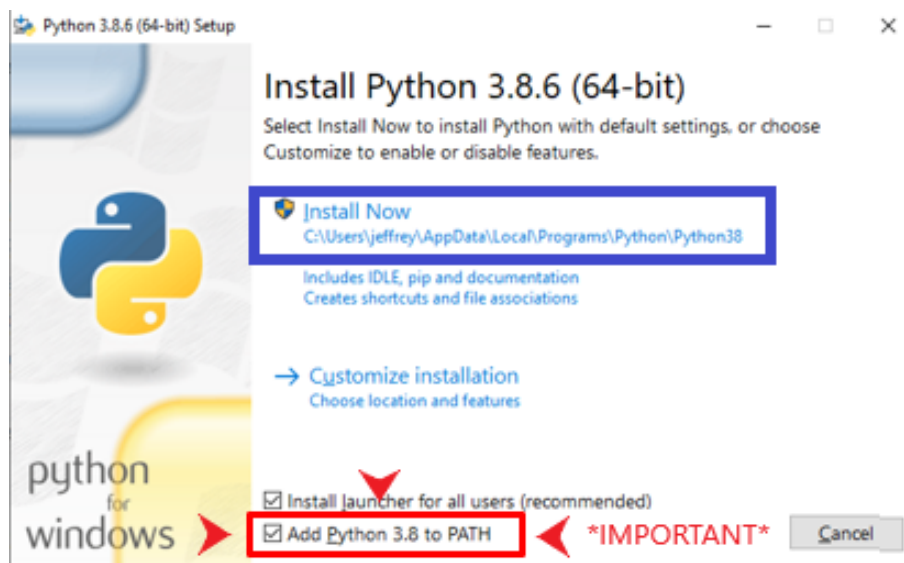 Python 3.8.6 (64-bit) Setup
Install Python 3.8.6 (64-bit)
Select Install Now to install Python with default settings, or choose
Customize to enable or disable features.
Install Now
C:\Users\jeffrey\AppData\Local\Programs\Python\Python38
Includes IDLE, pip and documentation
Creates shortcuts and file associations
Customize installation
Choose location and features
python
for
windows
Install launcher for all users (recommended)
Add Python 3.8 to PATH
*IMPORTANT*
Cancel